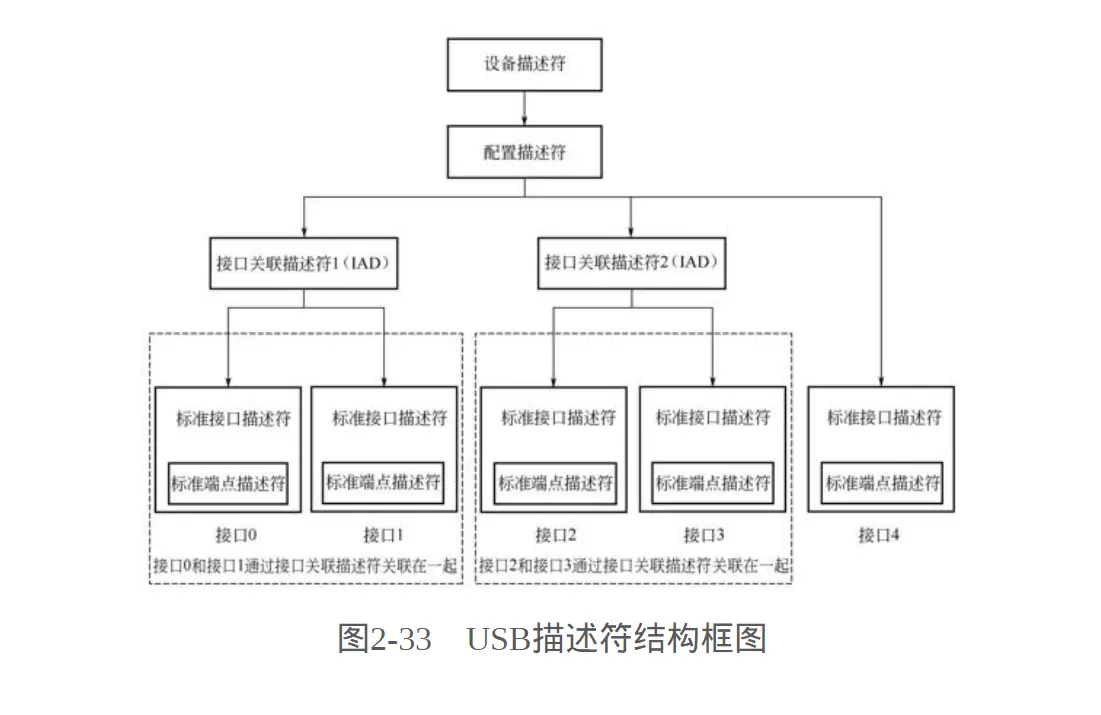 设备描述符
配置描述符
接口关联描述符1(IAD)
接口关联描述符2(IAD)
标准接口描述符
标准接口描述符
标准接口描述符
标准接口描述符
标准接口描述符
标准端点描述符
标准端点描述符
标准端点描述符
标准端点描述符
标准端点描述符
接口0
接口1
接口2
接口3
接口4
接口0和接口1通过接口关联描述符关联在一起
接口2和接口3通过接口关联描述符关联在一起
图2-33 USB描述符结构框图